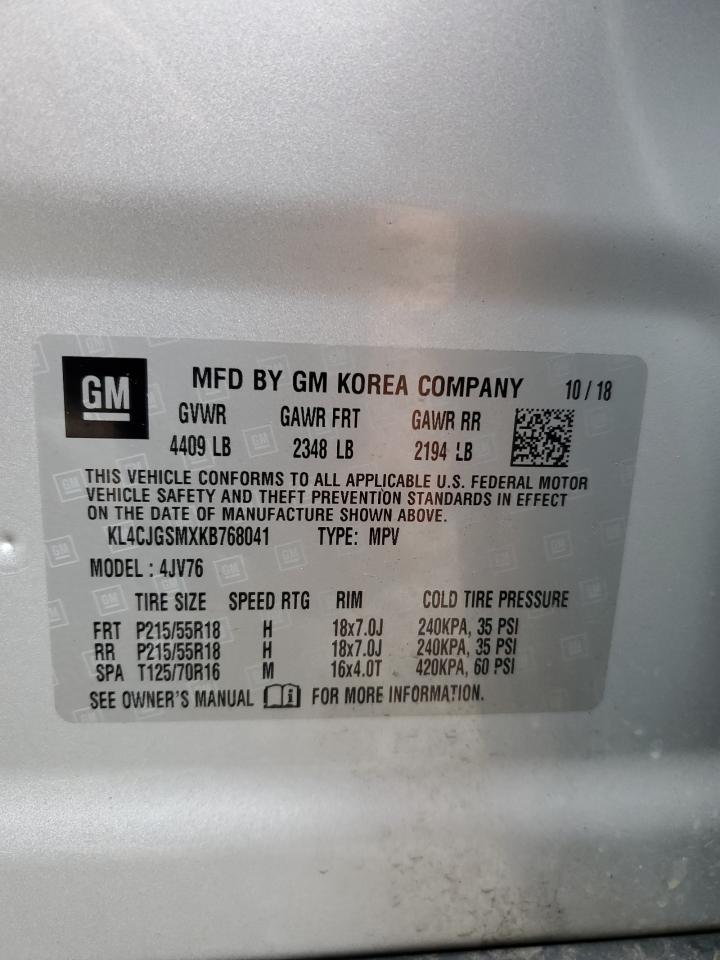 GM
MFD BY GM KOREA COMPANY 10 / 18
GVWR GAWR FRT GAWR RR
4409 LB 2348 LB 2194 LB
THIS VEHICLE CONFORMS TO ALL APPLICABLE U.S. FEDERAL MOTOR
VEHICLE SAFETY AND THEFT PREVENTION STANDARDS IN EFFECT
ON THE DATE OF MANUFACTURE SHOWN ABOVE.
KL4CJGSMXKB768041 TYPE: MPV
MODEL : 4JV76
TIRE SIZE SPEED RTG RIM COLD TIRE PRESSURE
FRT P215/55R18 H 18x7.0J 240KPA, 35 PSI
RR P215/55R18 H 18x7.0J 240KPA, 35 PSI
SPA T125/70R16 M 16x4.0T 420KPA, 60 PSI
SEE OWNER'S MANUAL i FOR MORE INFORMATION.